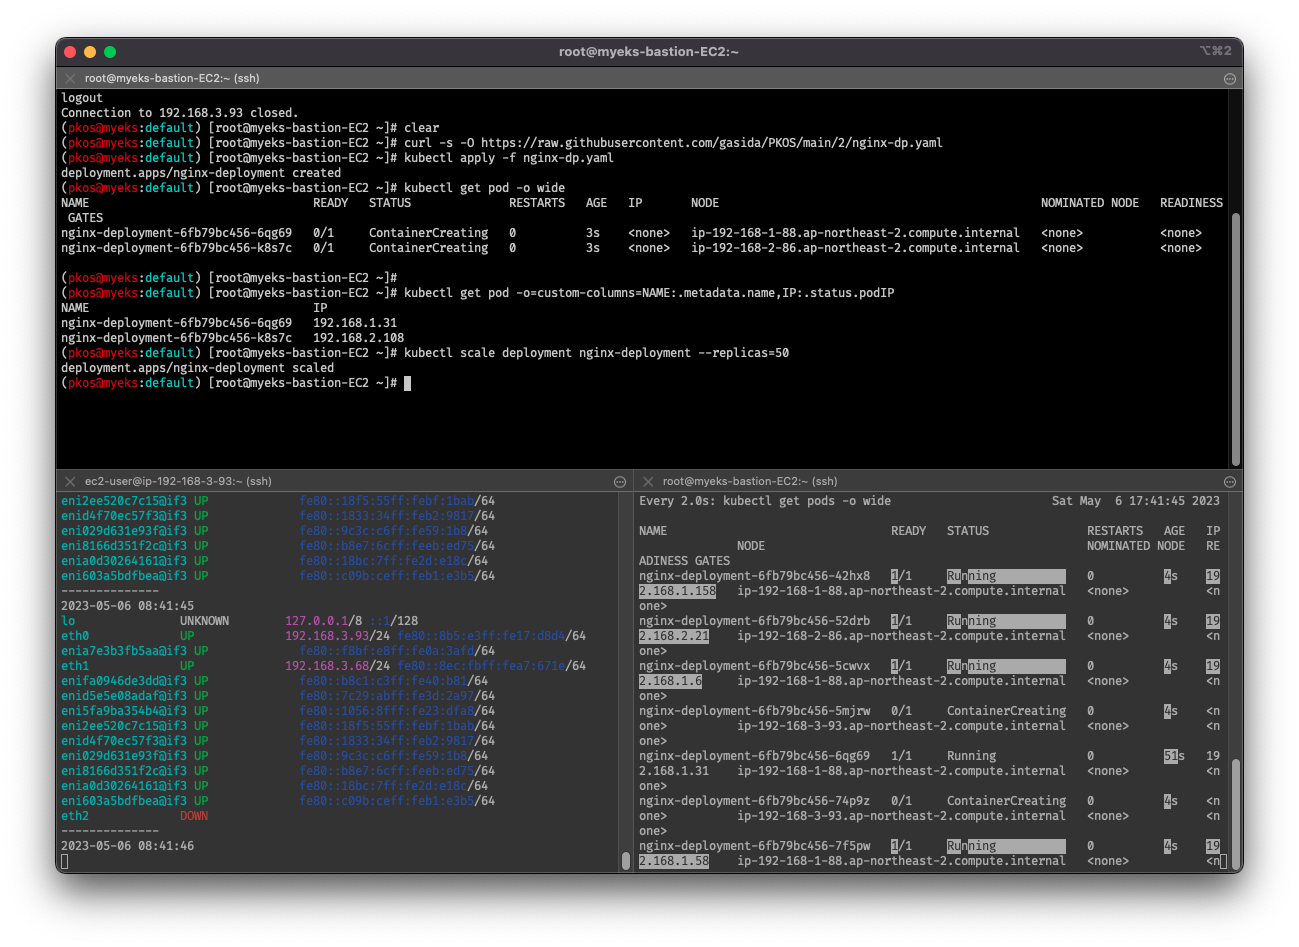 root@myeks-bastion-EC2:~
⌥⌘2
root@myeks-bastion-EC2:~ (ssh)
logout
Connection to 192.168.3.93 closed.
(pkos@myeks:default) [root@myeks-bastion-EC2 ~]# clear
(pkos@myeks:default) [root@myeks-bastion-EC2 ~]# curl -s -O https://raw.githubusercontent.com/gasida/PKOS/main/2/nginx-dp.yaml
(pkos@myeks:default) [root@myeks-bastion-EC2 ~]# kubectl apply -f nginx-dp.yaml
deployment.apps/nginx-deployment created
(pkos@myeks:default) [root@myeks-bastion-EC2 ~]# kubectl get pod -o wide
NAME READY STATUS RESTARTS AGE IP NODE NOMINATED NODE READINESS
GATES
nginx-deployment-6fb79bc456-6qg69 0/1 ContainerCreating 0 3s <none> ip-192-168-1-88.ap-northeast-2.compute.internal <none> <none>
nginx-deployment-6fb79bc456-k8s7c 0/1 ContainerCreating 0 3s <none> ip-192-168-2-86.ap-northeast-2.compute.internal <none> <none>
(pkos@myeks:default) [root@myeks-bastion-EC2 ~]#
(pkos@myeks:default) [root@myeks-bastion-EC2 ~]# kubectl get pod -o=custom-columns=NAME:.metadata.name,IP:.status.podIP
NAME IP
nginx-deployment-6fb79bc456-6qg69 192.168.1.31
nginx-deployment-6fb79bc456-k8s7c 192.168.2.108
(pkos@myeks:default) [root@myeks-bastion-EC2 ~]# kubectl scale deployment nginx-deployment --replicas=50
deployment.apps/nginx-deployment scaled
(pkos@myeks:default) [root@myeks-bastion-EC2 ~]#
ec2-user@ip-192-168-3-93:~ (ssh)
eni2ee520c7c15@if3 UP fe80::18f5:55ff:febf:1bab/64
enid4f70ec57f3@if3 UP fe80::1833:34ff:feb2:9817/64
eni029d631e93f@if3 UP fe80::9c3c:c6ff:fe59:1b8/64
eni8166d351f2c@if3 UP fe80::b8e7:6cff:feeb:ed75/64
enia0d30264161@if3 UP fe80::18bc:7ff:fe2d:e18c/64
eni603a5bdfbea@if3 UP fe80::c09b:ceff:feb1:e3b5/64
--------------
2023-05-06 08:41:45
lo UNKNOWN 127.0.0.1/8 ::1/128
eth0 UP 192.168.3.93/24 fe80::8b5:e3ff:fe17:d8d4/64
enia7e3b3fb5aa@if3 UP fe80::f8bf:e8ff:fe0a:3afd/64
eth1 UP 192.168.3.68/24 fe80::8ec:fbff:fea7:671e/64
enifa0946de3dd@if3 UP fe80::b8c1:c3ff:fe40:b81/64
enid5e5e08adaf@if3 UP fe80::7c29:abff:fe3d:2a97/64
eni5fa9ba354b4@if3 UP fe80::1056:8fff:fe23:dfa8/64
eni2ee520c7c15@if3 UP fe80::18f5:55ff:febf:1bab/64
enid4f70ec57f3@if3 UP fe80::1833:34ff:feb2:9817/64
eni029d631e93f@if3 UP fe80::9c3c:c6ff:fe59:1b8/64
eni8166d351f2c@if3 UP fe80::b8e7:6cff:feeb:ed75/64
enia0d30264161@if3 UP fe80::18bc:7ff:fe2d:e18c/64
eni603a5bdfbea@if3 UP fe80::c09b:ceff:feb1:e3b5/64
eth2 DOWN
--------------
2023-05-06 08:41:46
root@myeks-bastion-EC2:~ (ssh)
Every 2.0s: kubectl get pods -o wide Sat May  6 17:41:45 2023
NAME READY STATUS RESTARTS AGE IP
NODE NOMINATED NODE RE
ADINESS GATES
nginx-deployment-6fb79bc456-42hx8 1/1 Running 0 4s 19
2.168.1.158 ip-192-168-1-88.ap-northeast-2.compute.internal <none> <n
one>
nginx-deployment-6fb79bc456-52drb 1/1 Running 0 4s 19
2.168.2.21 ip-192-168-2-86.ap-northeast-2.compute.internal <none> <n
one>
nginx-deployment-6fb79bc456-5cwvx 1/1 Running 0 4s 19
2.168.1.6 ip-192-168-1-88.ap-northeast-2.compute.internal <none> <n
one>
nginx-deployment-6fb79bc456-5mjrw 0/1 ContainerCreating 0 4s <n
one> ip-192-168-3-93.ap-northeast-2.compute.internal <none> <n
one>
nginx-deployment-6fb79bc456-6qg69 1/1 Running 0 51s 19
2.168.1.31 ip-192-168-1-88.ap-northeast-2.compute.internal <none> <n
one>
nginx-deployment-6fb79bc456-74p9z 0/1 ContainerCreating 0 4s <n
one> ip-192-168-3-93.ap-northeast-2.compute.internal <none> <n
one>
nginx-deployment-6fb79bc456-7f5pw 1/1 Running 0 4s 19
2.168.1.58 ip-192-168-1-88.ap-northeast-2.compute.internal <none> <n